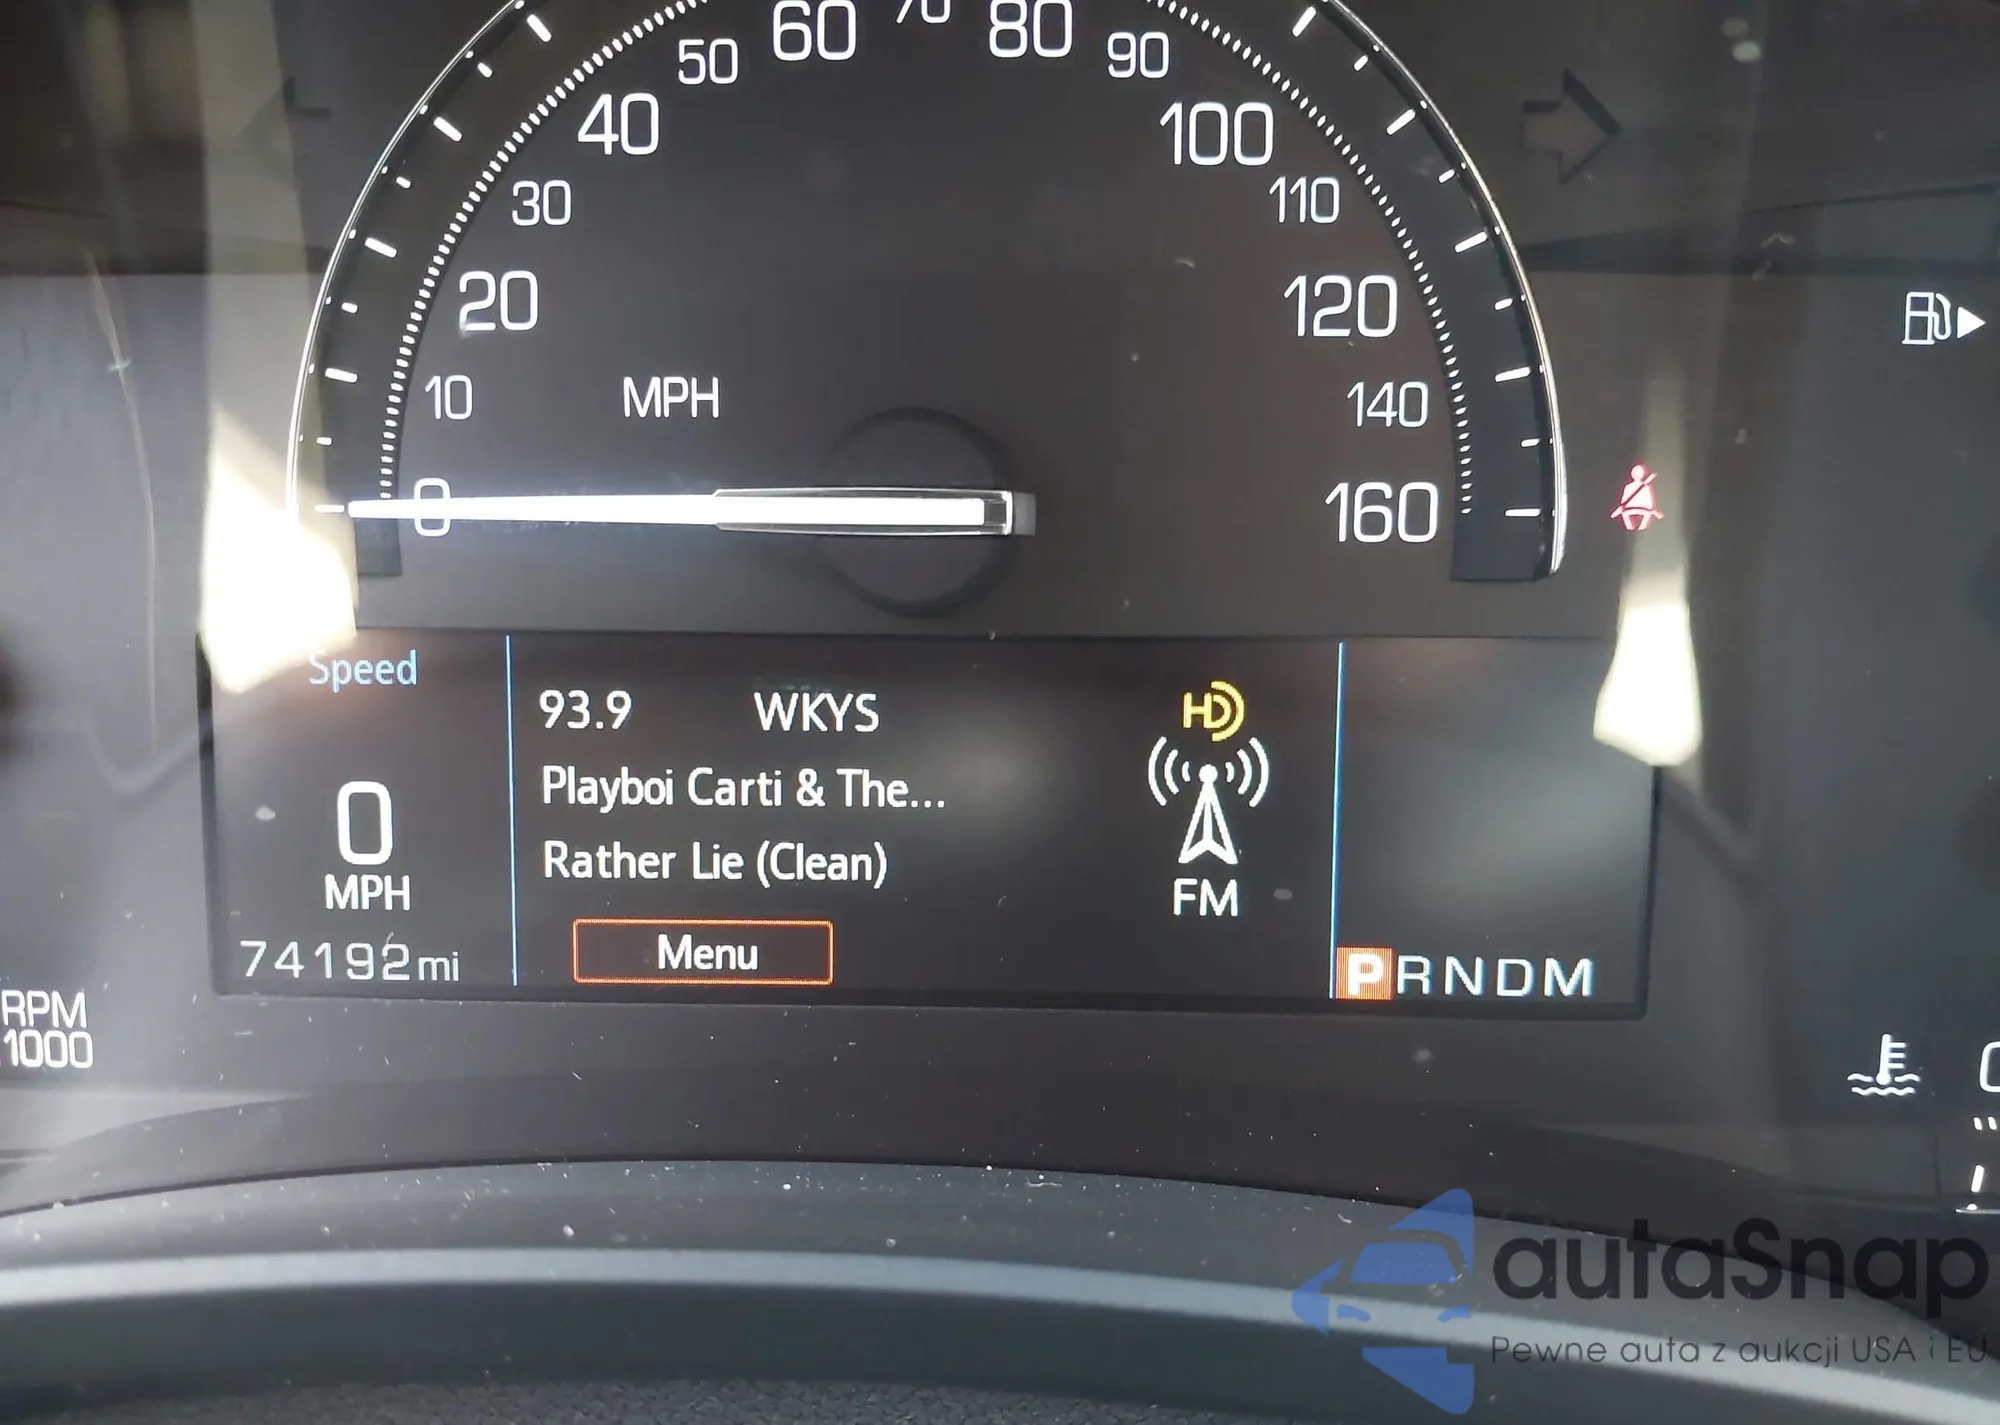 60 70 80
50 90
40 100
30 110
20 120
10 MPH 140
0 160
Speed
93.9 WKYS HD
Playboi Carti & The...
0
Rather Lie (Clean)
MPH FM
Menu
74192 mi
PRNDM
RPM
1000
autaSnap
Pewne auta z aukcji USA i EU